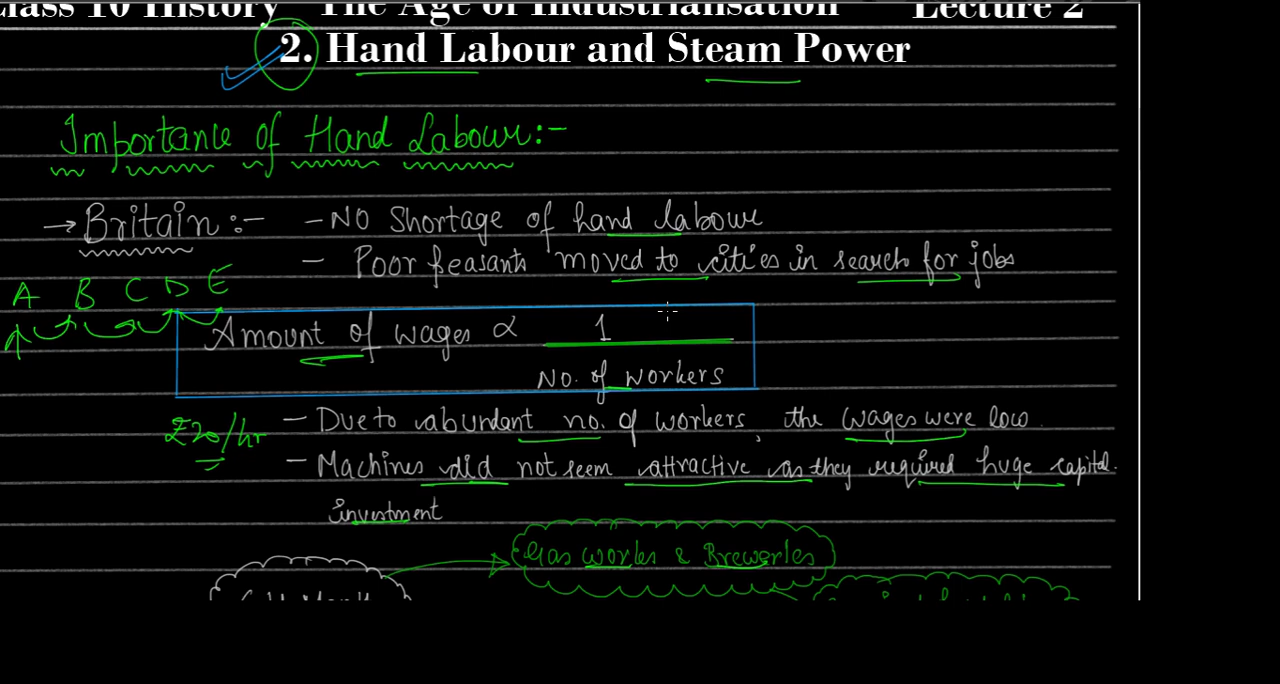 Class 10 History The Age of Industrialisation Lecture 2
2. Hand Labour and Steam Power
Importance of Hand Labour:-
→ Britain :- - NO Shortage of hand labour
- Poor Peasants moved to cities in search for jobs
A B C D E
Amount of wages ∝ 1
No. of workers
₹20/hr
- Due to abundant no. of workers, the wages were low.
- Machines did not seem attractive as they required huge capital.
investment
Gas works & Breweries